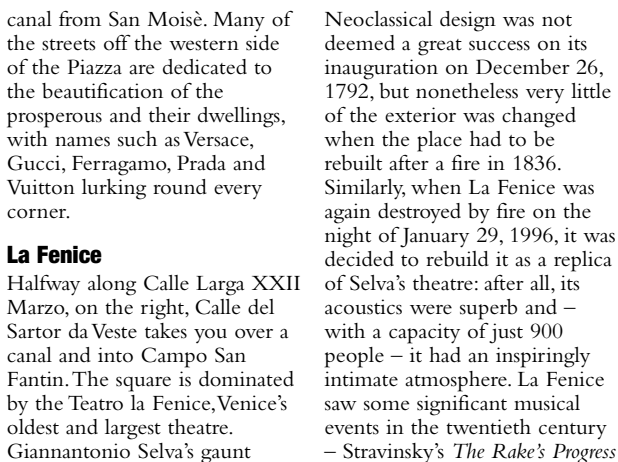 canal from San Moisè. Many of
the streets off the western side
of the Piazza are dedicated to
the beautification of the
prosperous and their dwellings,
with names such as Versace,
Gucci, Ferragamo, Prada and
Vuitton lurking round every
corner.
La Fenice
Halfway along Calle Larga XXII
Marzo, on the right, Calle del
Sartor da Veste takes you over a
canal and into Campo San
Fantin. The square is dominated
by the Teatro la Fenice, Venice's
oldest and largest theatre.
Giannantonio Selva's gaunt
Neoclassical design was not
deemed a great success on its
inauguration on December 26,
1792, but nonetheless very little
of the exterior was changed
when the place had to be
rebuilt after a fire in 1836.
Similarly, when La Fenice was
again destroyed by fire on the
night of January 29, 1996, it was
decided to rebuild it as a replica
of Selva's theatre: after all, its
acoustics were superb and –
with a capacity of just 900
people – it had an inspiringly
intimate atmosphere. La Fenice
saw some significant musical
events in the twentieth century
– Stravinsky's The Rake's Progress